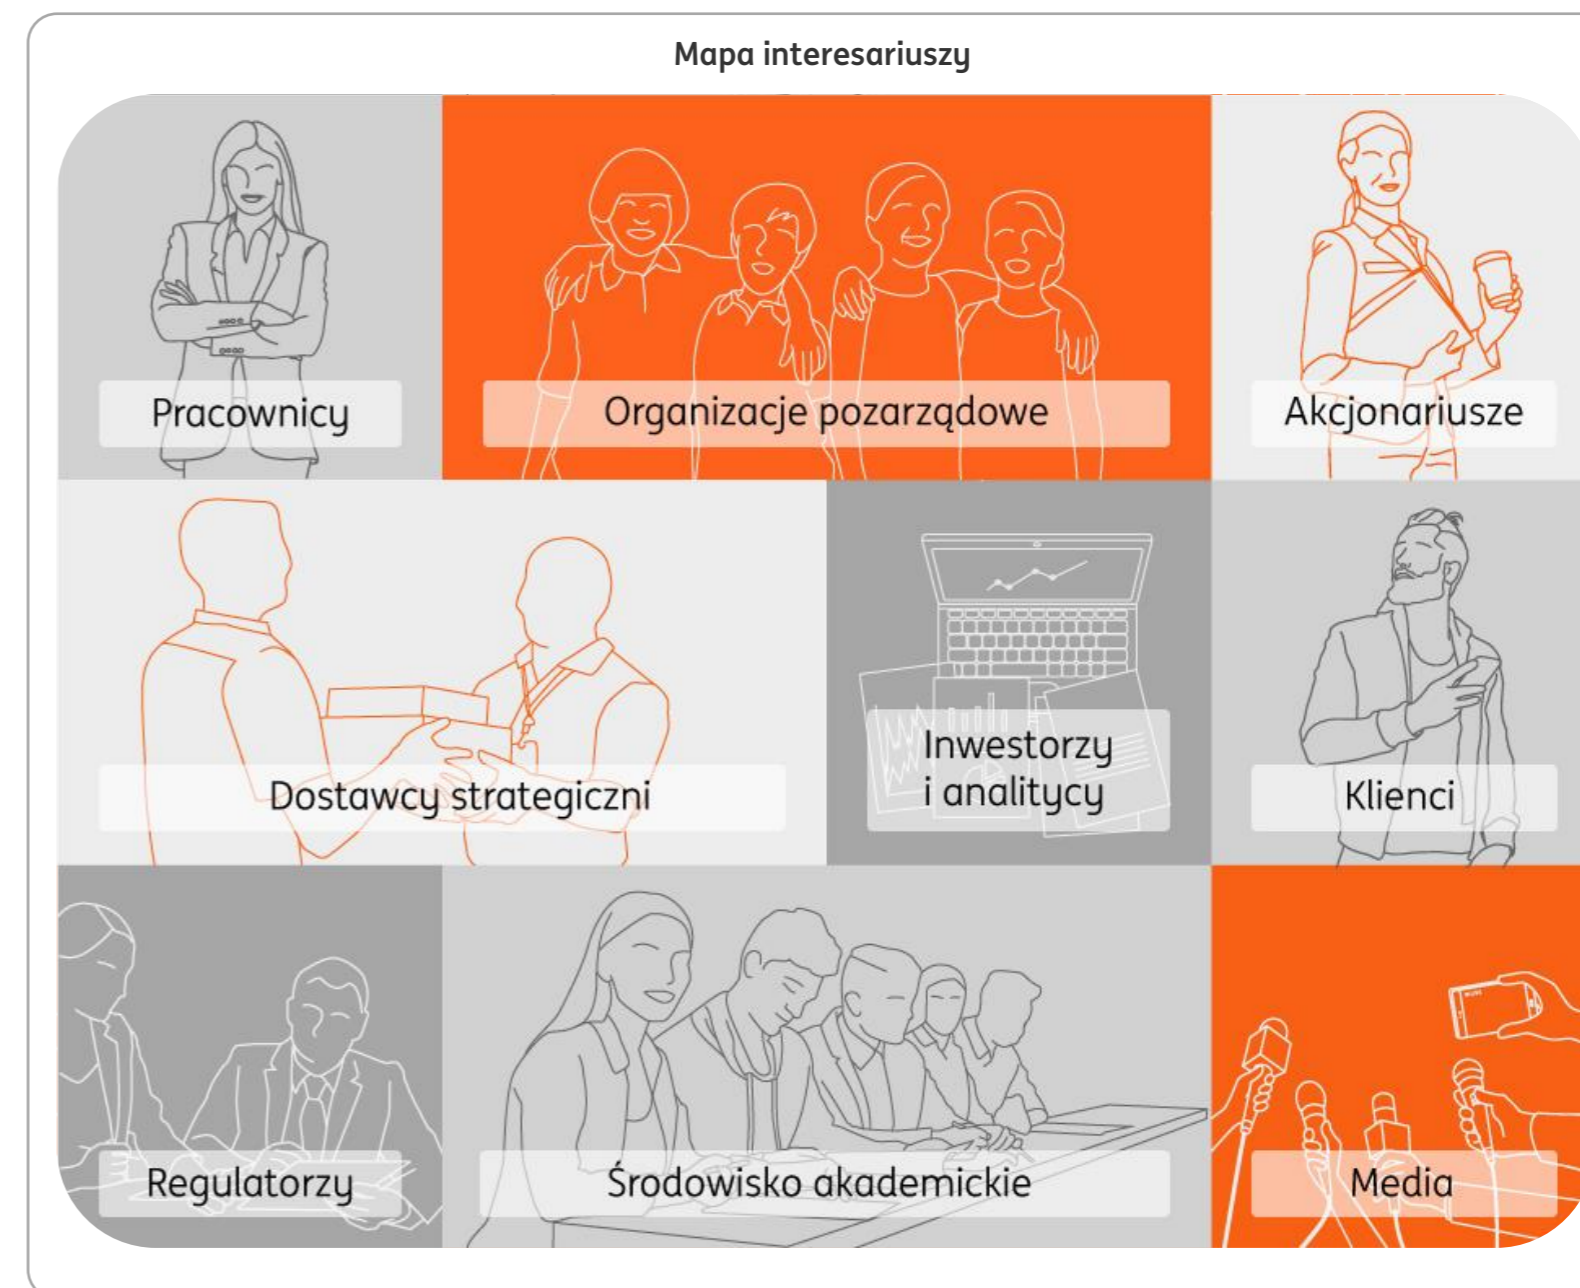 Mapa interesariuszy
Pracownicy
Organizacje pozarządowe
Akcjonariusze
Dostawcy strategiczni
Inwestorzy
i analitycy
Klienci
Regulatorzy
Środowisko akademickie
Media